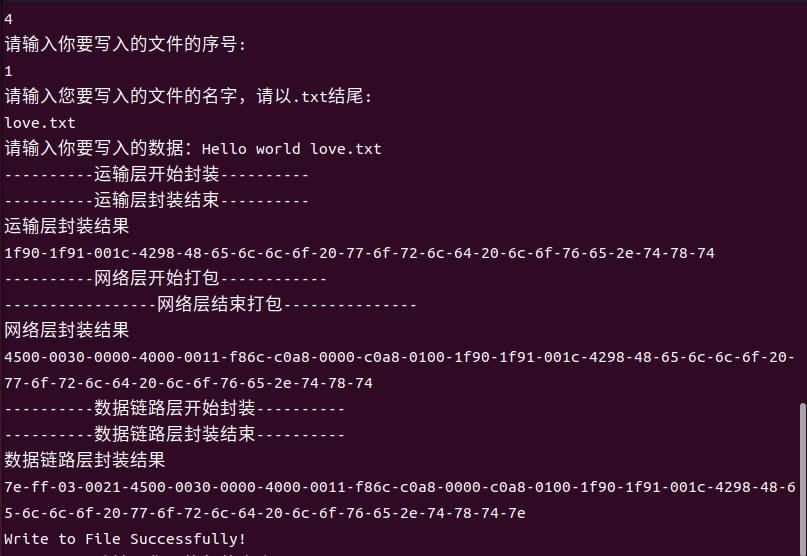 4
请输入你要写入的文件的序号:
1
请输入您要写入的文件的名字，请以.txt结尾:
love.txt
请输入你要写入的数据：Hello world love.txt
----------运输层开始封装----------
----------运输层封装结束----------
运输层封装结果
1f90-1f91-001c-4298-48-65-6c-6c-6f-20-77-6f-72-6c-64-20-6c-6f-76-65-2e-74-78-74
----------网络层开始打包------------
-----------------网络层结束打包---------------
网络层封装结果
4500-0030-0000-4000-0011-f86c-c0a8-0000-c0a8-0100-1f90-1f91-001c-4298-48-65-6c-6c-6f-20-
77-6f-72-6c-64-20-6c-6f-76-65-2e-74-78-74
----------数据链路层开始封装----------
----------数据链路层封装结束----------
数据链路层封装结果
7e-ff-03-0021-4500-0030-0000-4000-0011-f86c-c0a8-0000-c0a8-0100-1f90-1f91-001c-4298-48-6
5-6c-6c-6f-20-77-6f-72-6c-64-20-6c-6f-76-65-2e-74-78-74-7e
Write to File Successfully!